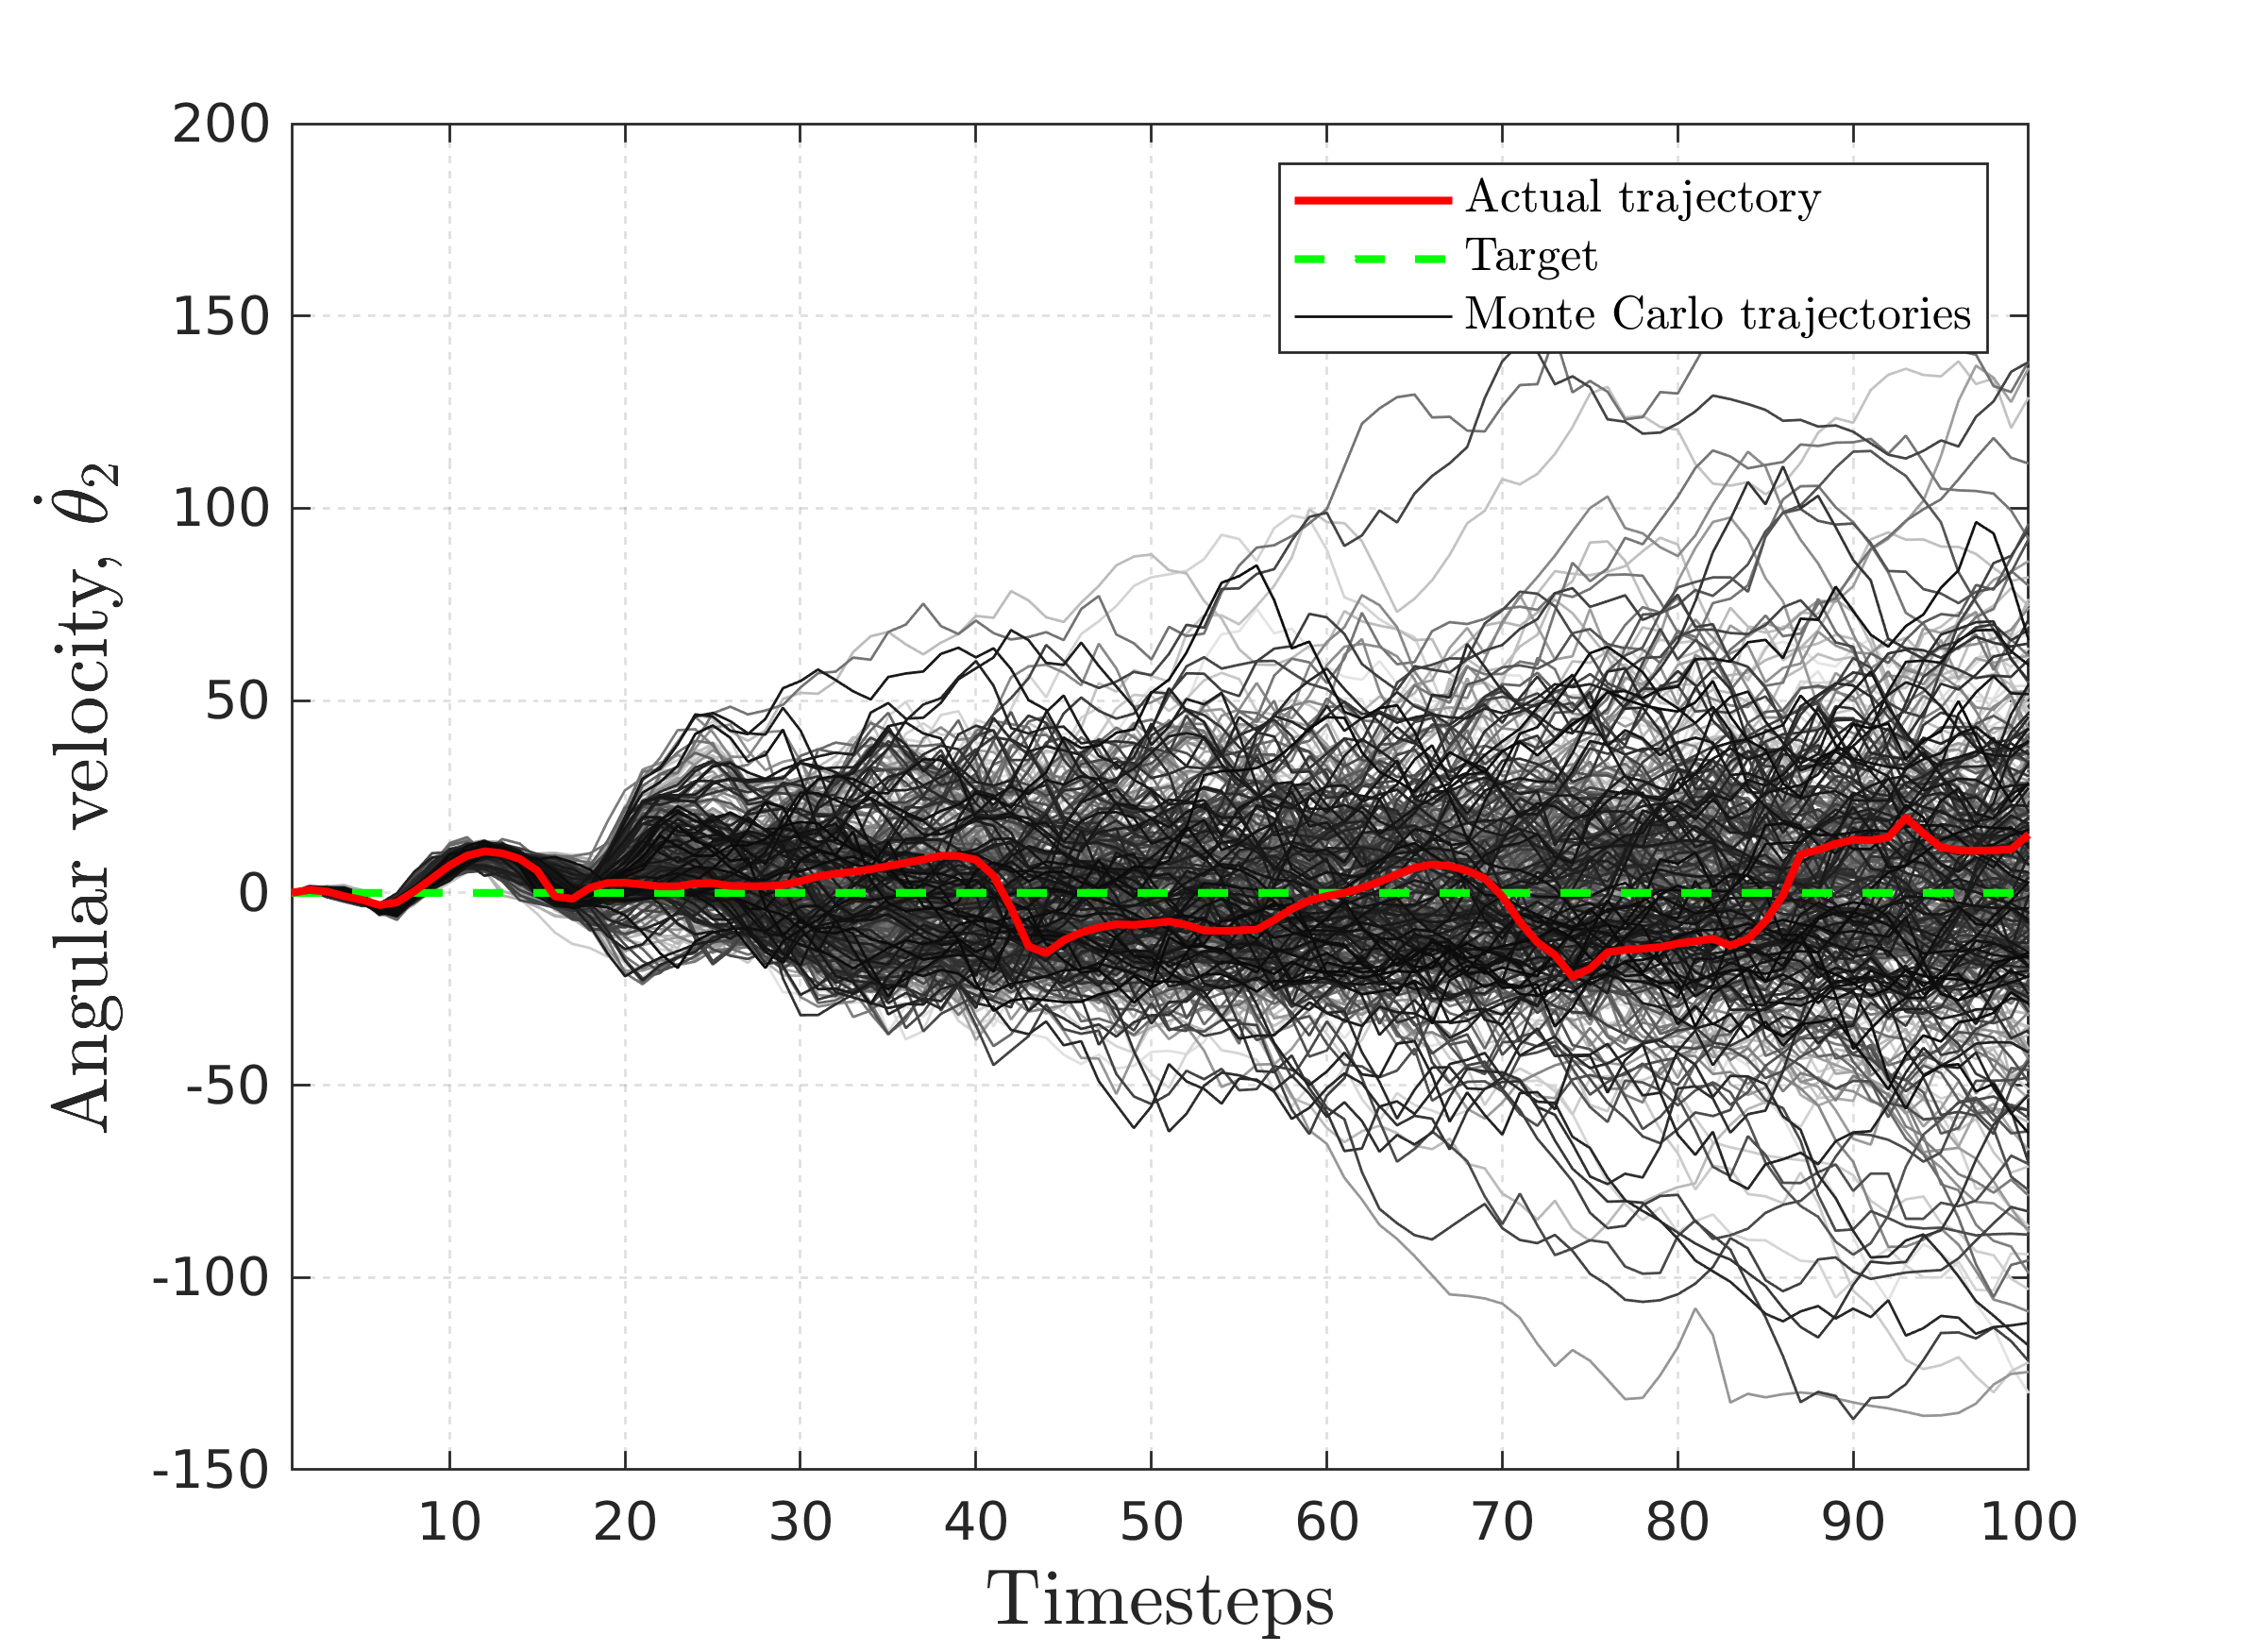 200
150
100
50
0
-50
-100
-150
Angular velocity, θ̇₂
Actual trajectory
Target
Monte Carlo trajectories
10 20 30 40 50 60 70 80 90 100
Timesteps